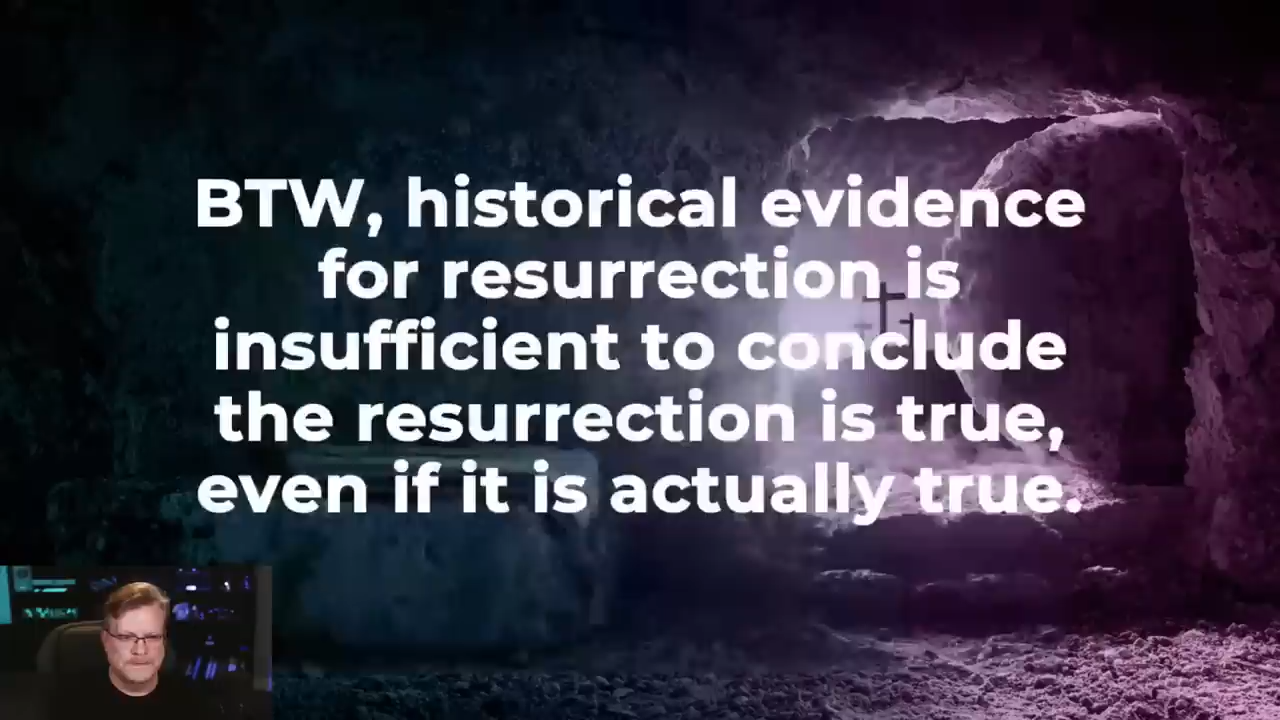 BTW, historical evidence
for resurrection is
insufficient to conclude
the resurrection is true,
even if it is actually true.